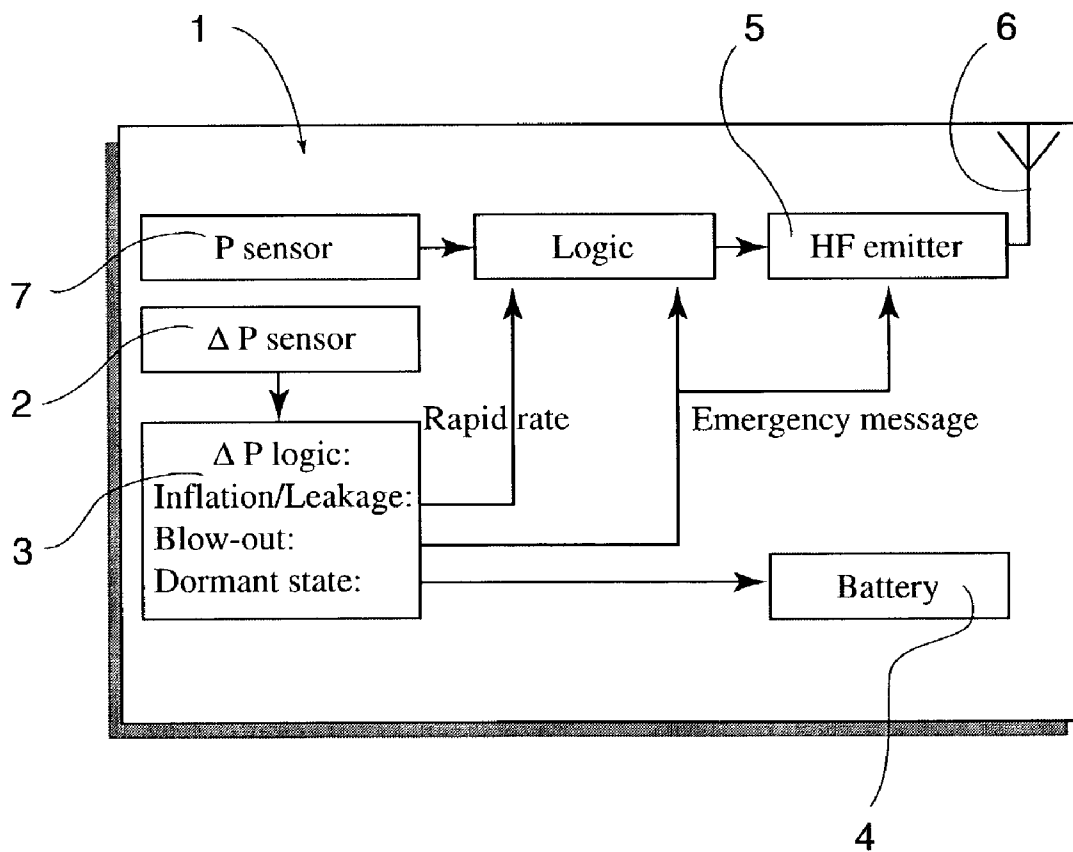 1
5
6
P sensor
Logic
HF emitter
7
Δ P sensor
2
Rapid rate
Emergency message
Δ P logic:
Inflation/Leakage:
3
Blow-out:
Dormant state:
Battery
4